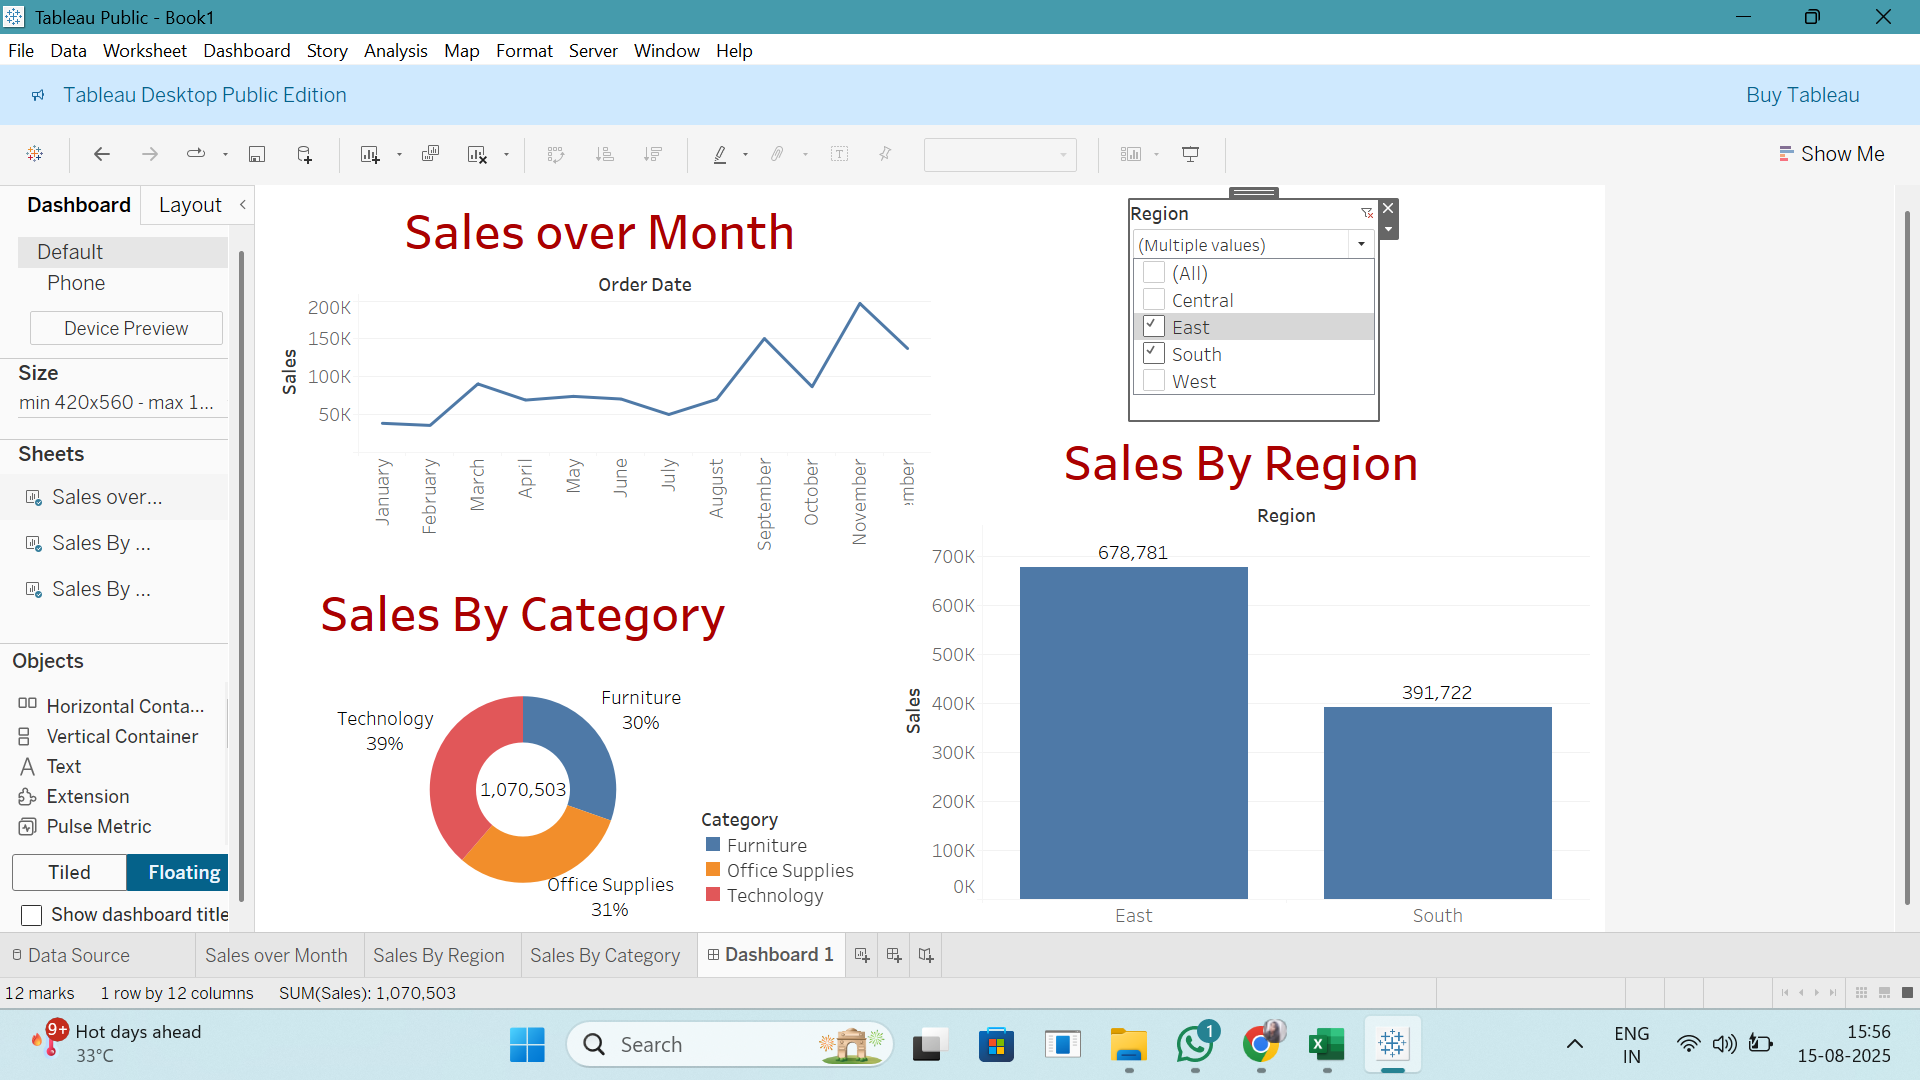 Tableau Public - Book1
File Data Worksheet Dashboard Story Analysis Map Format Server Window Help
Tableau Desktop Public Edition
Buy Tableau
Show Me
Dashboard Layout
Default
Phone
Device Preview
Size
min 420x560 - max 1...
Sheets
Sales over...
Sales By ...
Sales By ...
Objects
Horizontal Conta...
Vertical Container
Text
Extension
Pulse Metric
Tiled Floating
Show dashboard title
Sales over Month
Order Date
Sales
200K
150K
100K
50K
January
February
March
April
May
June
July
August
September
October
November
ember
Region
(Multiple values)
(All)
Central
East
South
West
Sales By Category
Technology
39%
Furniture
30%
1,070,503
Office Supplies
31%
Category
Furniture
Office Supplies
Technology
Sales By Region
Region
Sales
700K
600K
500K
400K
300K
200K
100K
0K
678,781
391,722
East
South
Data Source
Sales over Month
Sales By Region
Sales By Category
Dashboard 1
12 marks 1 row by 12 columns SUM(Sales): 1,070,503
9+
Hot days ahead
33°C
Search
1
ENG
IN
15:56
15-08-2025